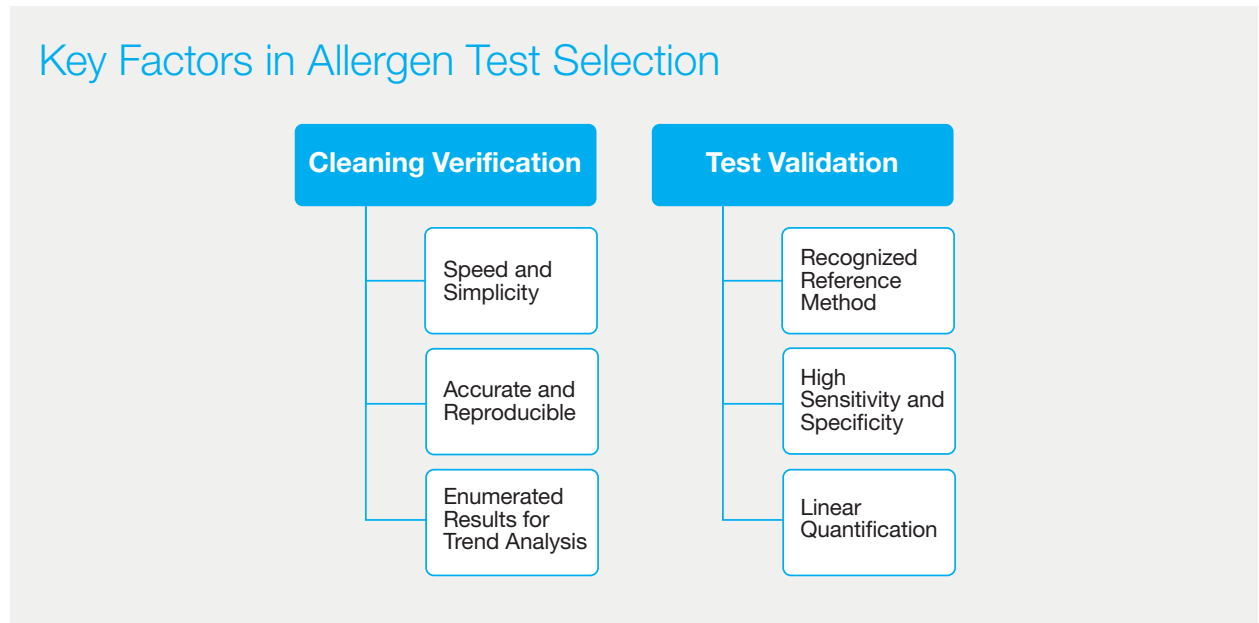 Key Factors in Allergen Test Selection
Cleaning Verification
Speed and
Simplicity
Accurate and
Reproducible
Enumerated
Results for
Trend Analysis
Test Validation
Recognized
Reference
Method
High
Sensitivity and
Specificity
Linear
Quantification